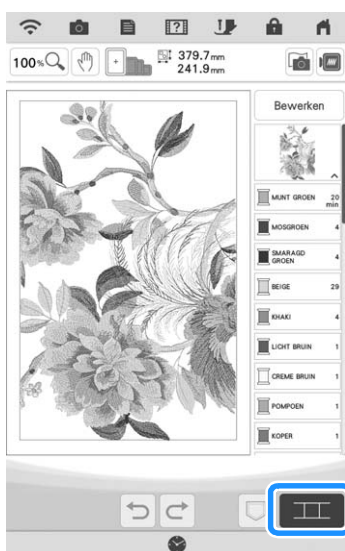 100%
379.7mm
241.9mm
Bewerken
MUNT GROEN 20 min
MOSGROEN 4
SMARAGD GROEN 4
BEIGE 29
KHAKI 4
LICHT BRUIN 1
CREME BRUIN 1
POMPOEN 1
KOPER 1